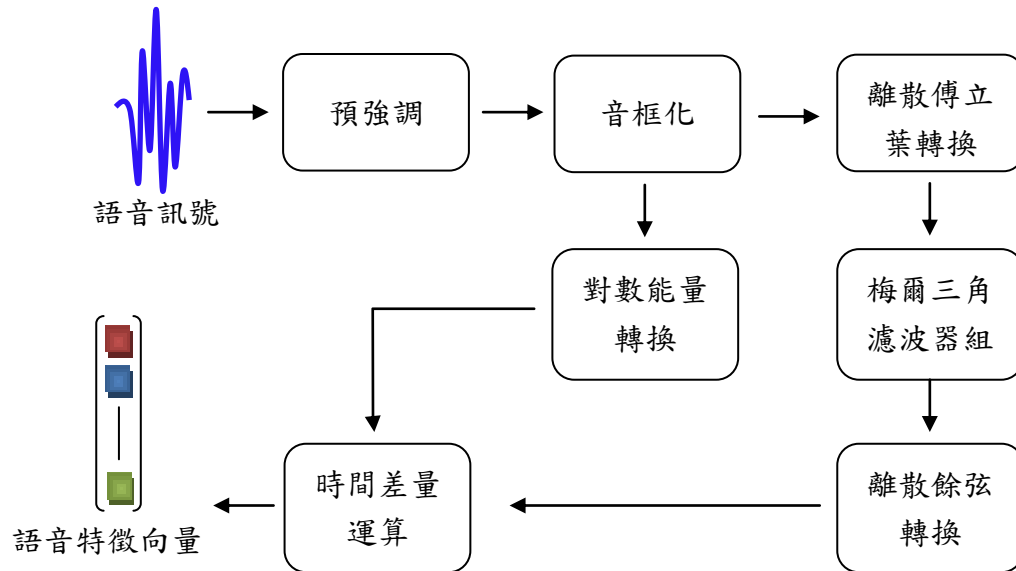 預強調
音框化
離散傅立
葉轉換
語音訊號
對數能量
轉換
梅爾三角
濾波器組
時間差量
運算
離散餘弦
轉換
語音特徵向量